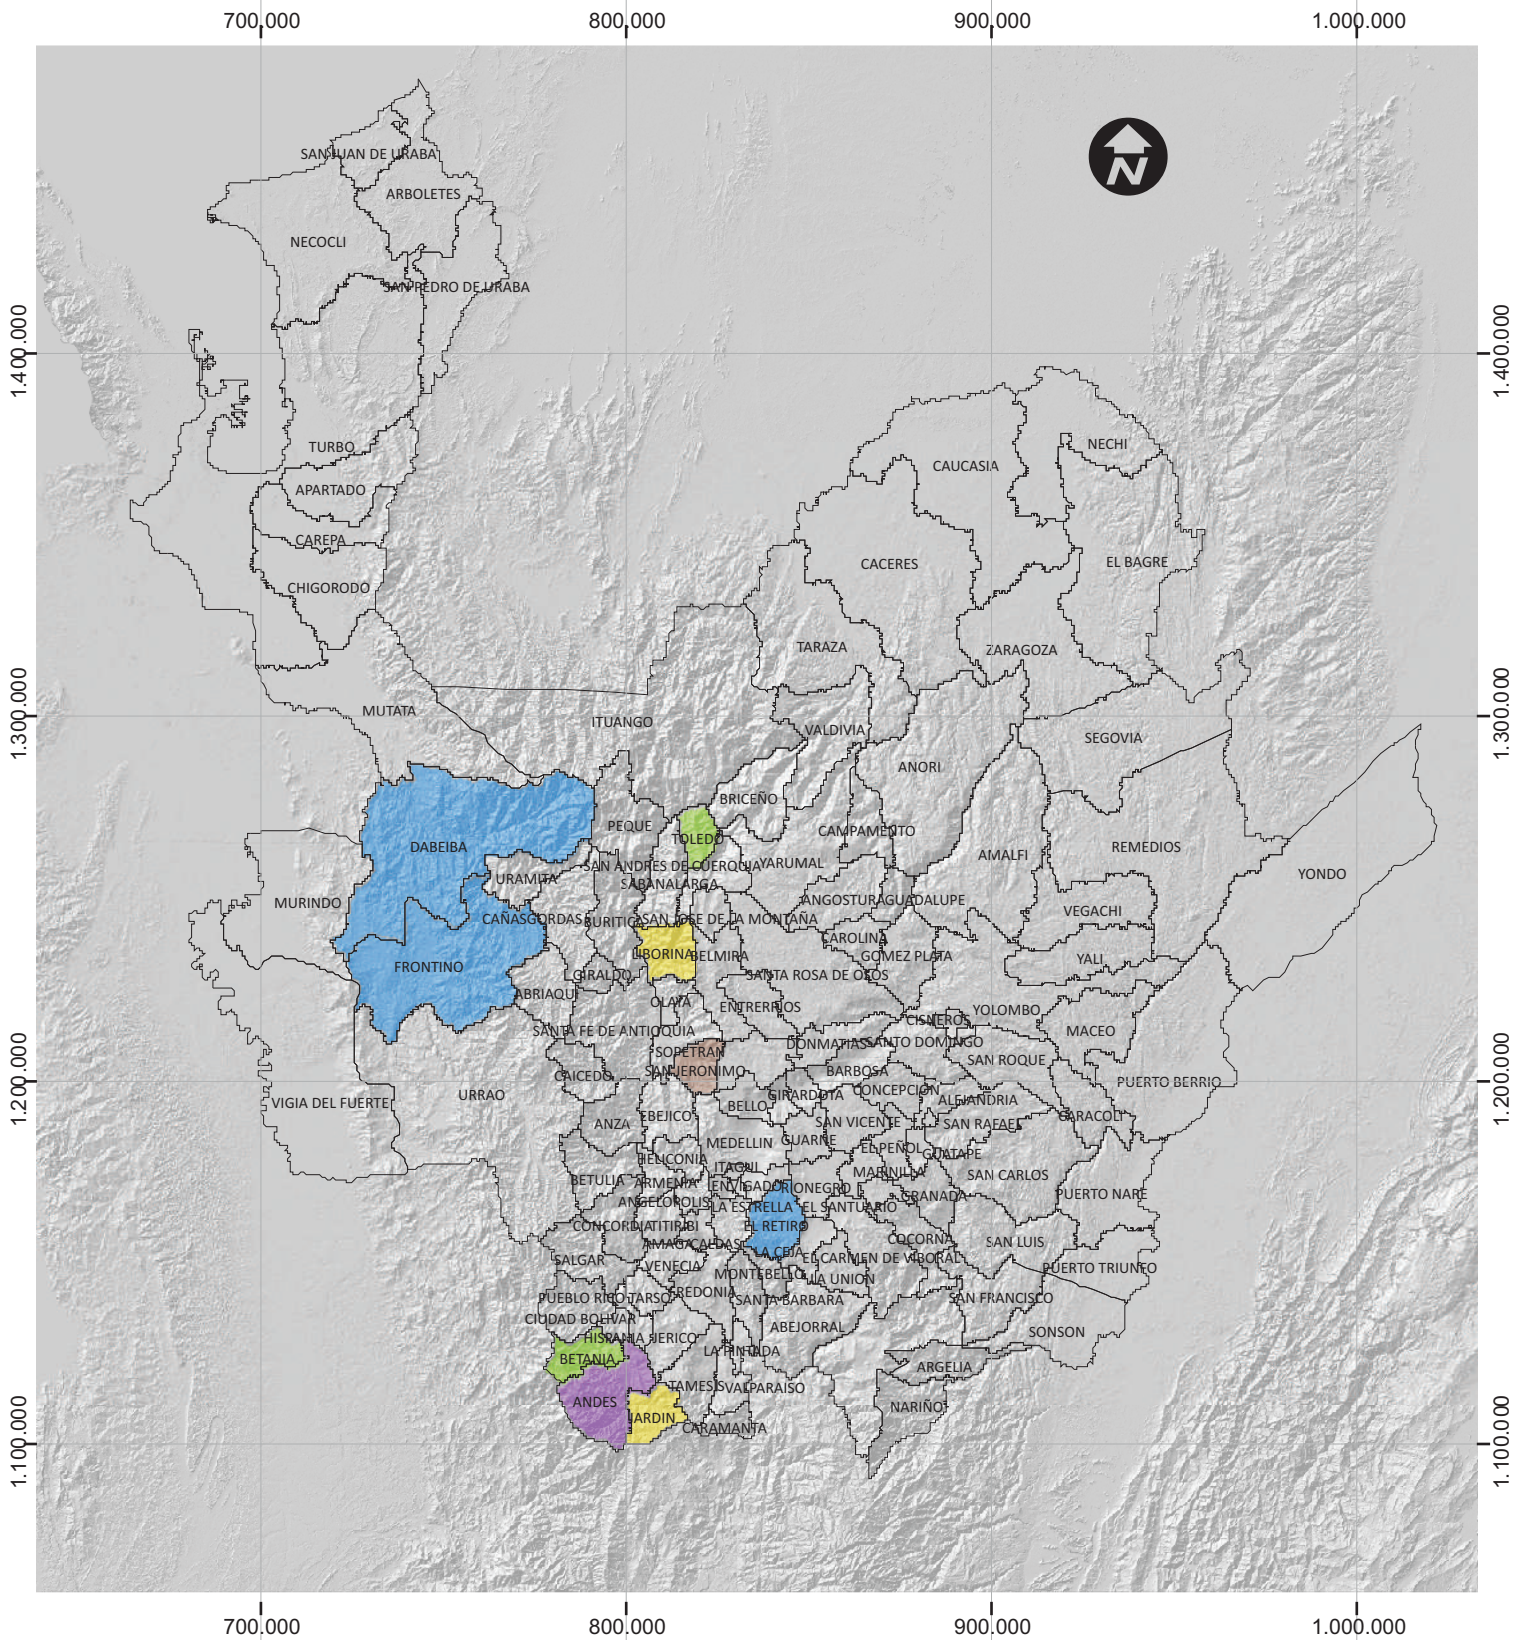 700.000
800.000
900.000
1.000.000
SAN JUAN DE URABA
ARBOLETES
NECOCLI
SAN PEDRO DE URABA
1.400.000
1.400.000
TURBO
NECHI
CAUCASIA
APARTADO
CAREPA
CACERES
EL BAGRE
CHIGORODO
TARAZA
ZARAGOZA
MUTATA
ITUANGO
1.300.000
1.300.000
VALDIVIA
SEGOVIA
ANORI
BRICEÑO
PEQUE
TOLEDO
CAMPAMENTO
DABEIBA
AMALFI
REMEDIOS
SAN ANDRES DE CUERQUIA
YARUMAL
YONDO
URAMITA
SABANALARGA
MURINDO
ANGOSTURA
GUADALUPE
VEGACHI
CAÑASGORDAS
BURITICA
SAN JOSE DE LA MONTAÑA
CAROLINA
LIBORINA
BELMIRA
GOMEZ PLATA
YALI
FRONTINO
GIRALDO
SANTA ROSA DE OSOS
ABRIAQUI
OLAYA
ENTRERRIOS
YOLOMBO
CISNEROS
SANTA FE DE ANTIOQUIA
MACEO
DONMATIAS
SANTO DOMINGO
SOPETRAN
SAN ROQUE
CAICEDO
SAN JERONIMO
BARBOSA
PUERTO BERRIO
1.200.000
1.200.000
VIGIA DEL FUERTE
URRAO
GIRARDOTA
CONCEPCION
ALEJANDRIA
BELLO
ANZA
EBEJICO
SAN VICENTE
SAN RAFAEL
CARACOLI
MEDELLIN
GUARNE
EL PEÑOL
GUATAPE
HELICONIA
ITAGUI
MARINILLA
SAN CARLOS
BETULIA
ARMENIA
ENVIGADO
RIONEGRO
GRANADA
PUERTO NARE
ANGELOPOLIS
LA ESTRELLA
EL SANTUARIO
CONCORDIA
TITIRIBI
EL RETIRO
COCORNA
SAN LUIS
AMAGA
CALDAS
LA CEJA
EL CARMEN DE VIBORAL
SALGAR
VENECIA
MONTEBELLO
LA UNION
PUERTO TRIUNFO
PUEBLO RICO
TARSO
FREDONIA
SANTA BARBARA
SAN FRANCISCO
CIUDAD BOLIVAR
ABEJORRAL
SONSON
HISPANIA
JERICO
BETANIA
LA PINTADA
ARGELIA
ANDES
TAMESIS
VALPARAISO
JARDIN
CARAMANTA
NARIÑO
1.100.000
1.100.000
N
700.000
800.000
900.000
1.000.000